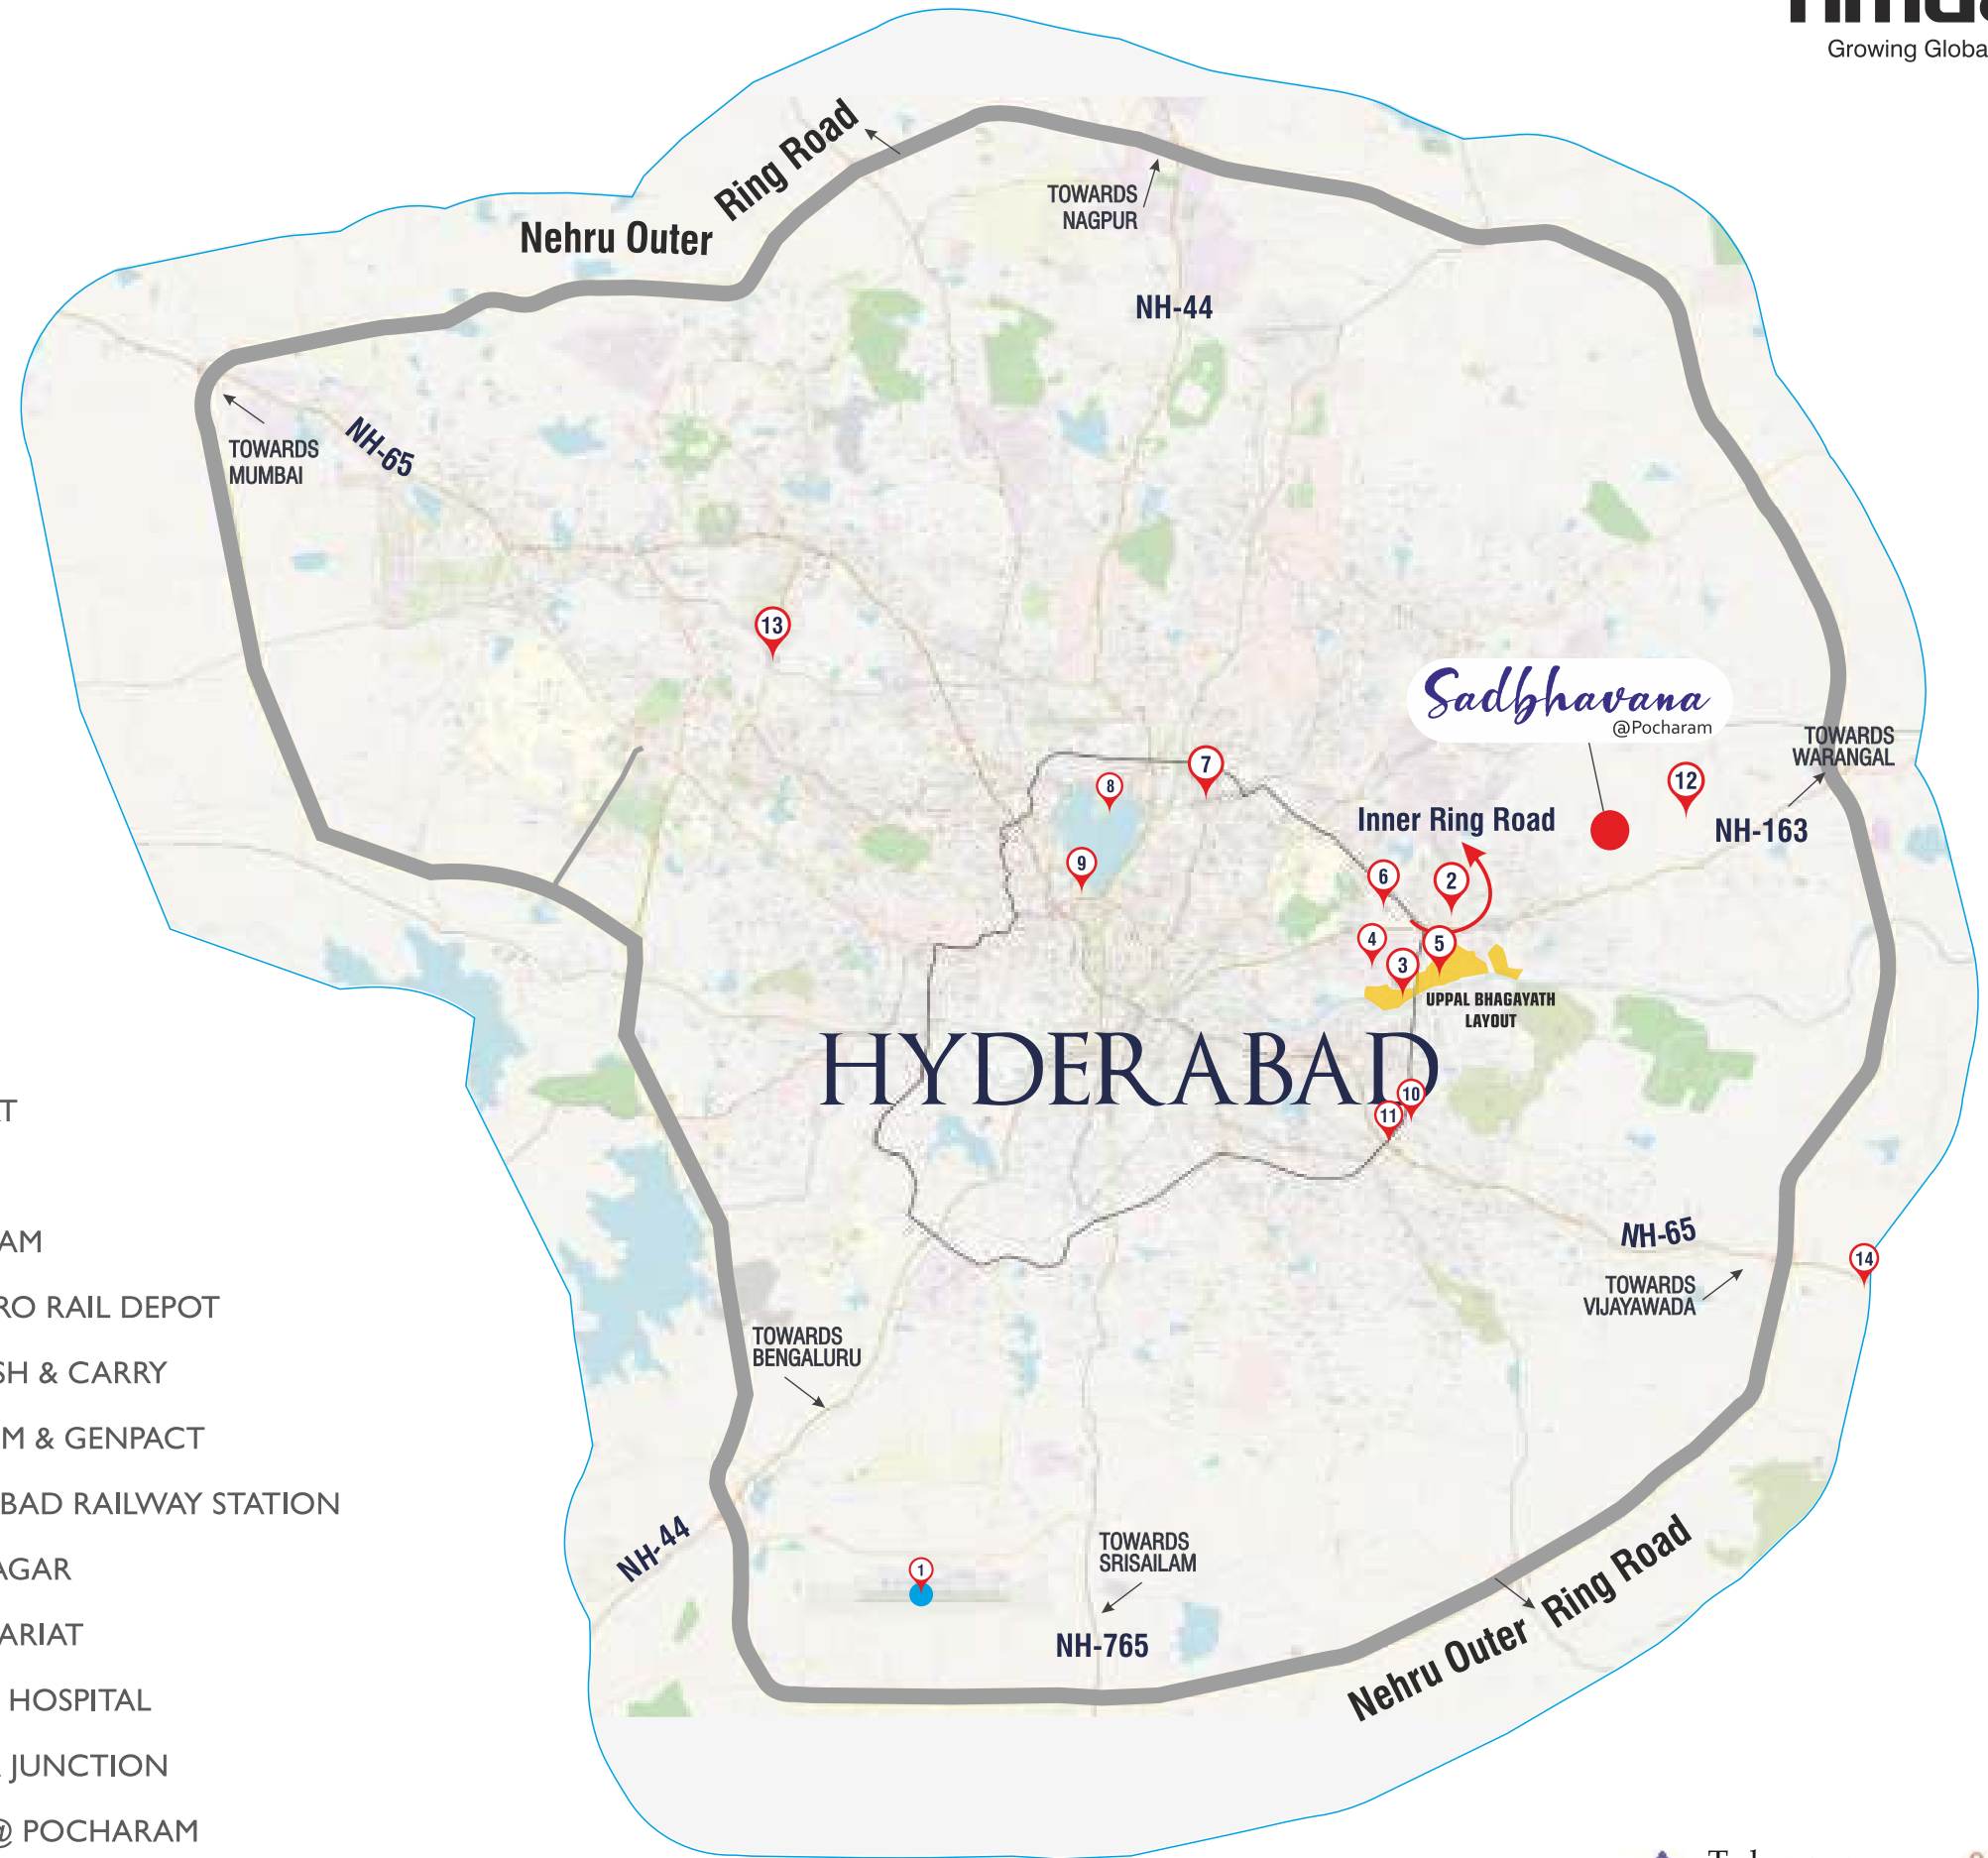 Growing Globa
Nehru Outer Ring Road
TOWARDS
NAGPUR
NH-44
TOWARDS
MUMBAI
NH-65
13
Sadbhavana
@Pocharam
TOWARDS
WARANGAL
12
NH-163
7
8
9
Inner Ring Road
6
2
4
5
3
UPPAL BHAGAYATH
LAYOUT
HYDERABAD
10
11
NH-65
TOWARDS
VIJAYAWADA
14
TOWARDS
BENGALURU
NH-44
1
TOWARDS
SRISAILAM
NH-765
Nehru Outer Ring Road
T
AM
RO RAIL DEPOT
SH & CARRY
M & GENPACT
BAD RAILWAY STATION
AGAR
ARIAT
HOSPITAL
JUNCTION
@ POCHARAM